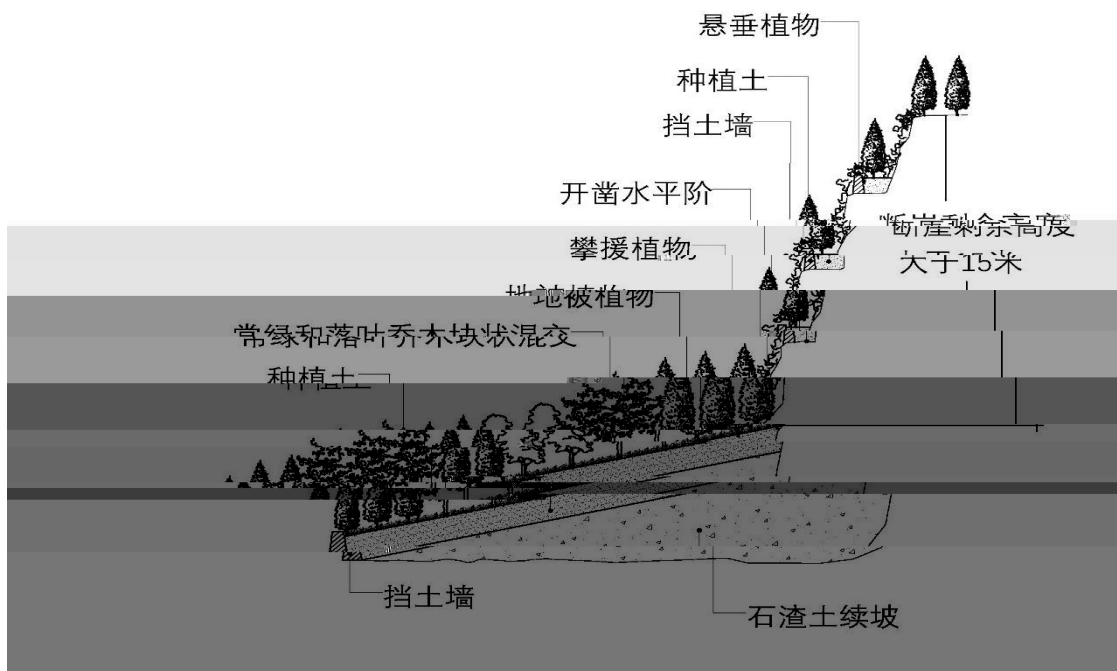 悬垂植物
种植土
挡土墙
开凿水平阶
断崖剩余高度
大于15米
攀援植物
地被植物
常绿和落叶乔木块状混交
种植土
挡土墙
石渣土续坡